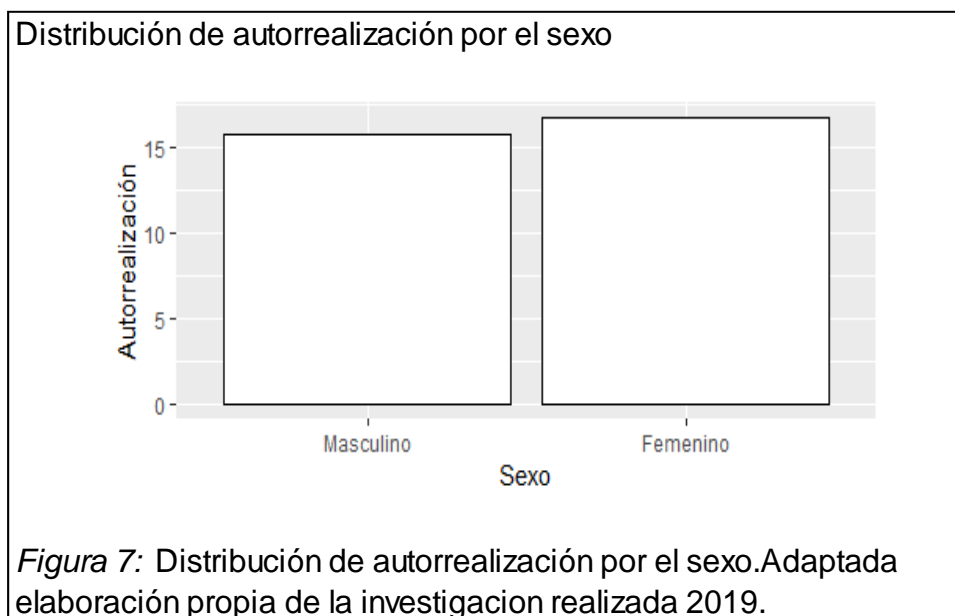 Distribución de autorrealización por el sexo
15
10
5
0
Autorrealización
Masculino
Femenino
Sexo
Figura 7: Distribución de autorrealización por el sexo.Adaptada
elaboración propia de la investigacion realizada 2019.